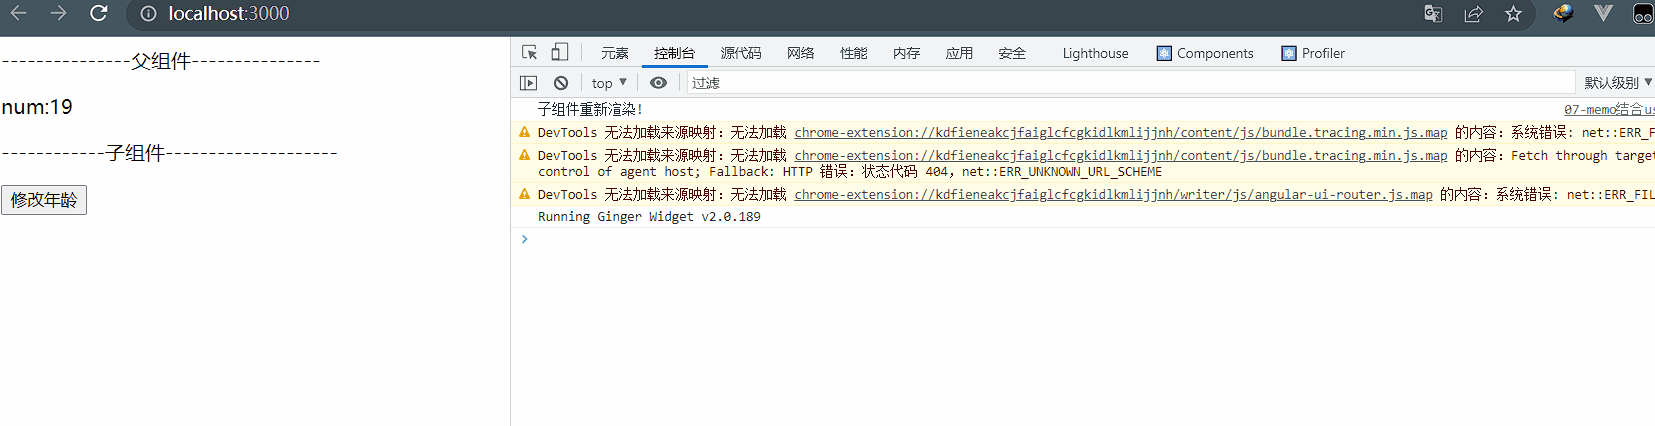 localhost:3000
---------------父组件---------------
num:19
------------子组件--------------------
修改年龄
元素 控制台 源代码 网络 性能 内存 应用 安全 Lighthouse Components Profiler
top ▼ 过滤 默认级别 ▼
子组件重新渲染! 07-memo结合us
DevTools 无法加载来源映射: 无法加载 chrome-extension://kdfieneakcjfaiglcfcgkidlkmlijjnh/content/js/bundle.tracing.min.js.map 的内容: 系统错误: net::ERR_F
DevTools 无法加载来源映射: 无法加载 chrome-extension://kdfieneakcjfaiglcfcgkidlkmlijjnh/content/js/bundle.tracing.min.js.map 的内容: Fetch through target
control of agent host; Fallback: HTTP 错误: 状态代码 404, net::ERR_UNKNOWN_URL_SCHEME
DevTools 无法加载来源映射: 无法加载 chrome-extension://kdfieneakcjfaiglcfcgkidlkmlijjnh/writer/js/angular-ui-router.js.map 的内容: 系统错误: net::ERR_FIL
Running Ginger Widget v2.0.189